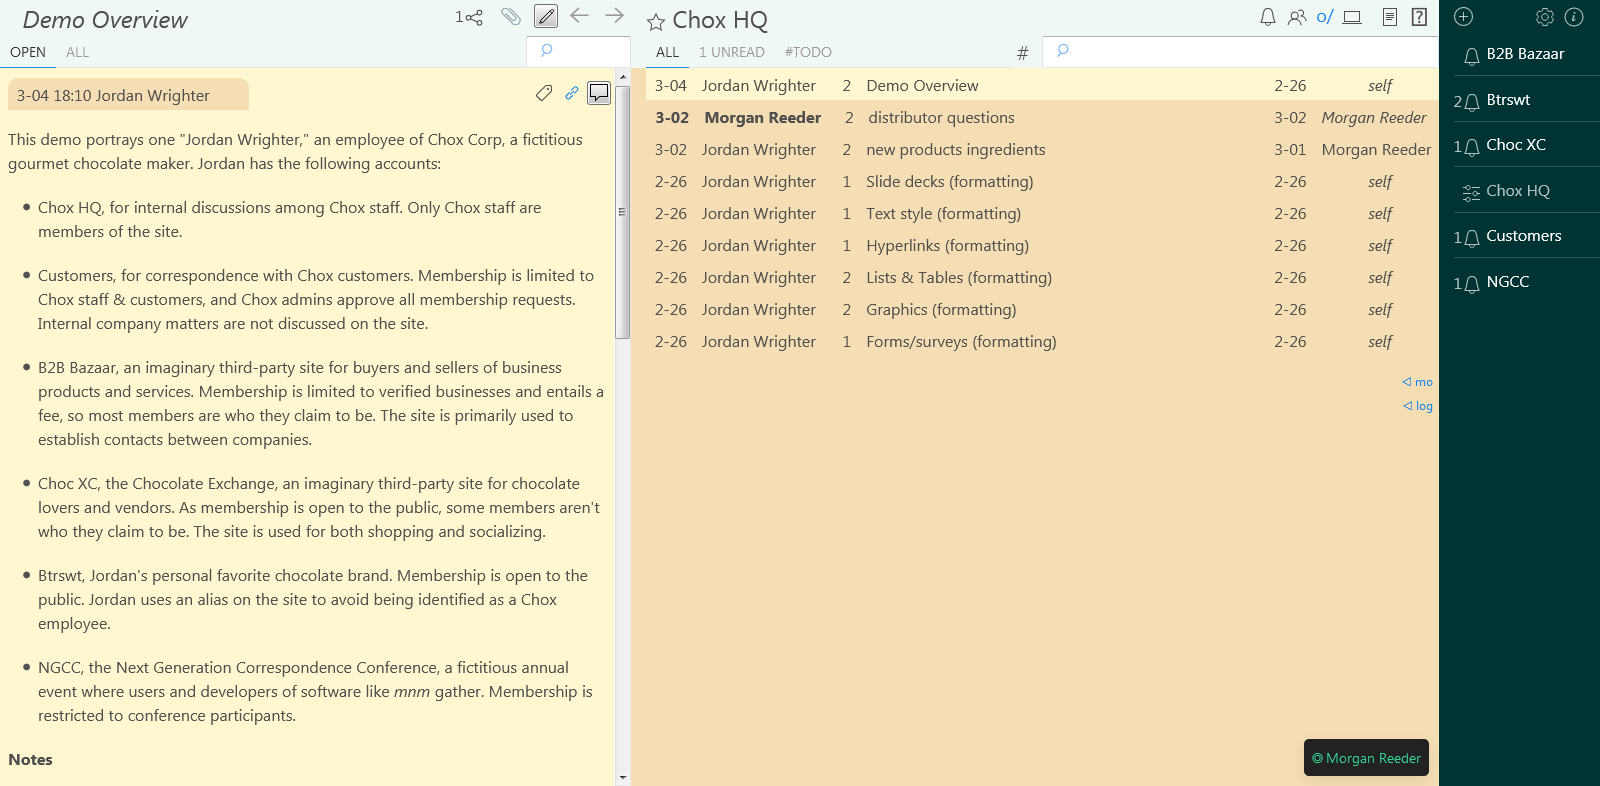 Demo Overview
1
OPEN ALL
3-04 18:10 Jordan Wrighter
This demo portrays one "Jordan Wrighter," an employee of Chox Corp, a fictitious
gourmet chocolate maker. Jordan has the following accounts:
• Chox HQ, for internal discussions among Chox staff. Only Chox staff are
members of the site.
• Customers, for correspondence with Chox customers. Membership is limited to
Chox staff & customers, and Chox admins approve all membership requests.
Internal company matters are not discussed on the site.
• B2B Bazaar, an imaginary third-party site for buyers and sellers of business
products and services. Membership is limited to verified businesses and entails a
fee, so most members are who they claim to be. The site is primarily used to
establish contacts between companies.
• Choc XC, the Chocolate Exchange, an imaginary third-party site for chocolate
lovers and vendors. As membership is open to the public, some members aren't
who they claim to be. The site is used for both shopping and socializing.
• Btrswt, Jordan's personal favorite chocolate brand. Membership is open to the
public. Jordan uses an alias on the site to avoid being identified as a Chox
employee.
• NGCC, the Next Generation Correspondence Conference, a fictitious annual
event where users and developers of software like mnm gather. Membership is
restricted to conference participants.
Notes
Chox HQ
o/
?
ALL 1 UNREAD #TODO #
3-04 Jordan Wrighter 2 Demo Overview 2-26 self
3-02 Morgan Reeder 2 distributor questions 3-02 Morgan Reeder
3-02 Jordan Wrighter 2 new products ingredients 3-01 Morgan Reeder
2-26 Jordan Wrighter 1 Slide decks (formatting) 2-26 self
2-26 Jordan Wrighter 1 Text style (formatting) 2-26 self
2-26 Jordan Wrighter 1 Hyperlinks (formatting) 2-26 self
2-26 Jordan Wrighter 2 Lists & Tables (formatting) 2-26 self
2-26 Jordan Wrighter 2 Graphics (formatting) 2-26 self
2-26 Jordan Wrighter 1 Forms/surveys (formatting) 2-26 self
mo
log
☺ Morgan Reeder
B2B Bazaar
2 Btrswt
1 Choc XC
Chox HQ
1 Customers
1 NGCC